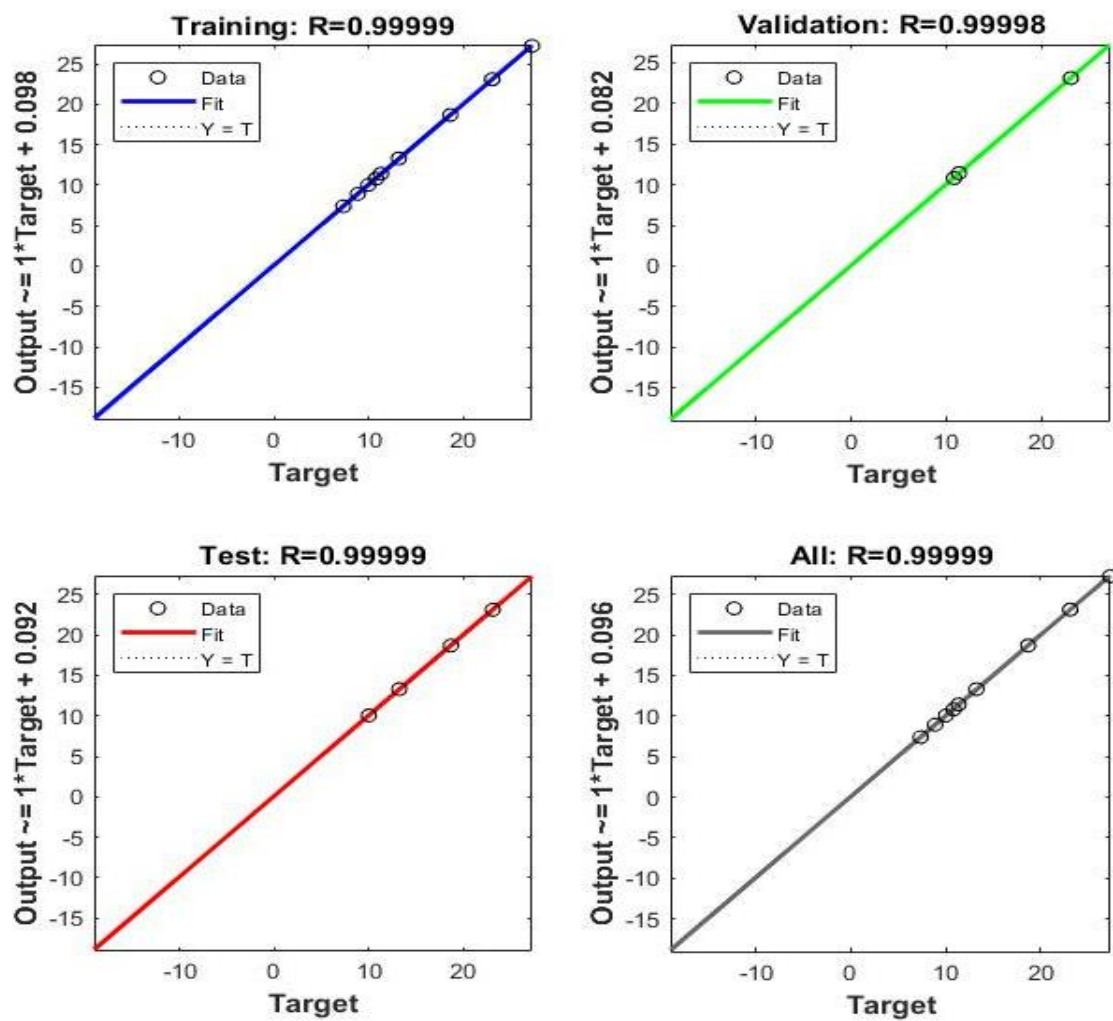 Training: R=0.99999
Output ~= 1*Target + 0.098
25
20
15
10
5
0
-5
-10
-15
Data
Fit
Y = T
-10
0
10
20
Target
Validation: R=0.99998
Output ~= 1*Target + 0.082
25
20
15
10
5
0
-5
-10
-15
Data
Fit
Y = T
-10
0
10
20
Target
Test: R=0.99999
Output ~= 1*Target + 0.092
25
20
15
10
5
0
-5
-10
-15
Data
Fit
Y = T
-10
0
10
20
Target
All: R=0.99999
Output ~= 1*Target + 0.096
25
20
15
10
5
0
-5
-10
-15
Data
Fit
Y = T
-10
0
10
20
Target